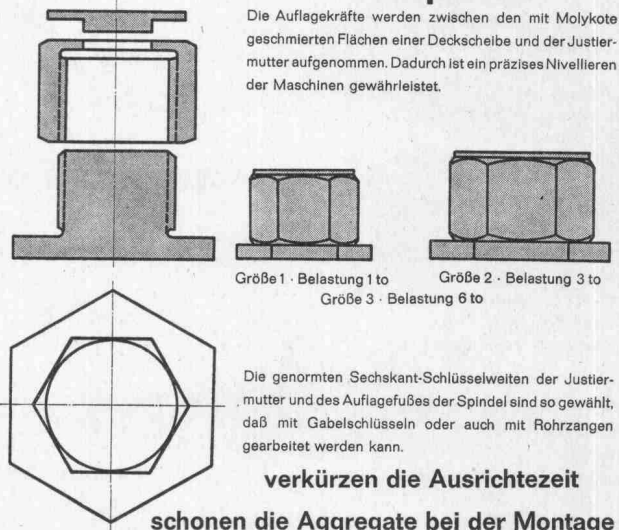 Die Auflagekräfte werden zwischen den mit Molykote
geschmierten Flächen einer Deckscheibe und der Justier-
mutter aufgenommen. Dadurch ist ein präzises Nivellieren
der Maschinen gewährleistet.
Größe 1 · Belastung 1 to
Größe 2 · Belastung 3 to
Größe 3 · Belastung 6 to
Die genormten Sechskant-Schlüsselweiten der Justier-
mutter und des Auflagefußes der Spindel sind so gewählt,
daß mit Gabelschlüsseln oder auch mit Rohrzangen
gearbeitet werden kann.
verkürzen die Ausrichtezeit
schonen die Aggregate bei der Montage